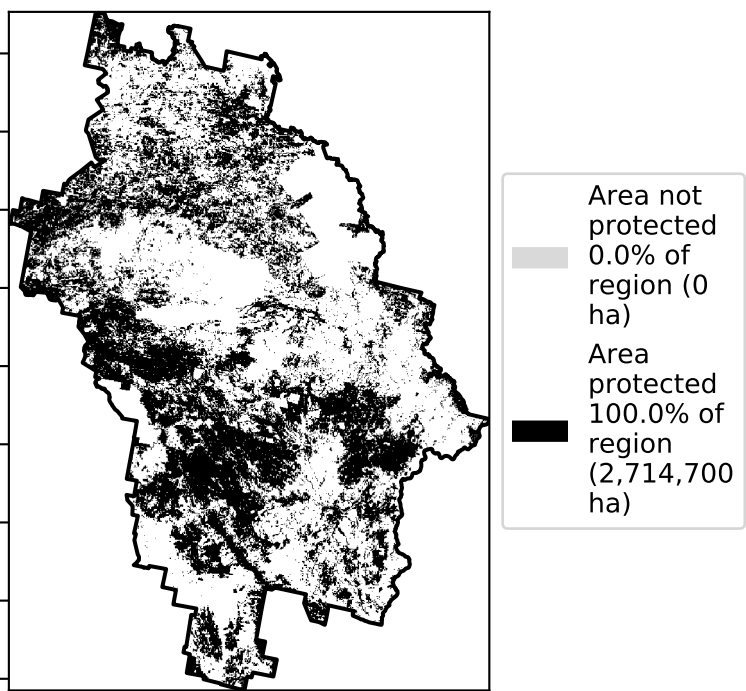 Area not
protected
0.0% of
region (0
ha)
Area
protected
100.0% of
region
(2,714,700
ha)